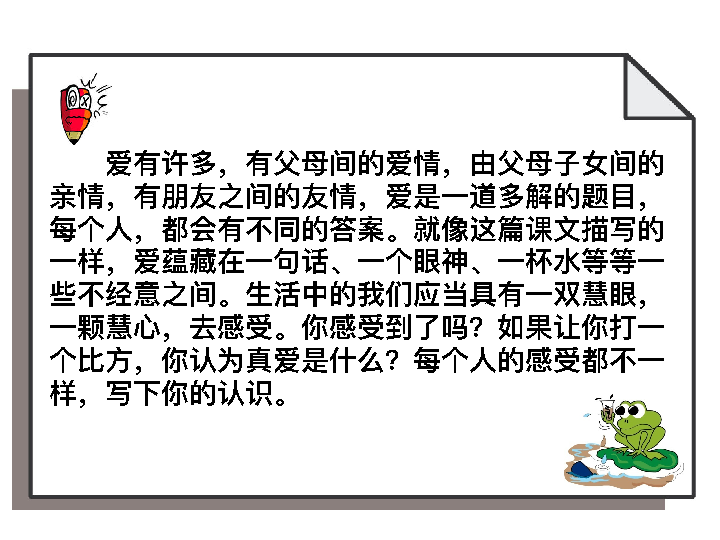 爱有许多，有父母间的爱情，由父母子女间的
亲情，有朋友之间的友情，爱是一道多解的题目，
每个人，都会有不同的答案。就像这篇课文描写的
一样，爱蕴藏在一句话、一个眼神、一杯水等等一
些不经意之间。生活中的我们应当具有一双慧眼，
一颗慧心，去感受。你感受到了吗？如果让你打一
个比方，你认为真爱是什么？每个人的感受都不一
样，写下你的认识。